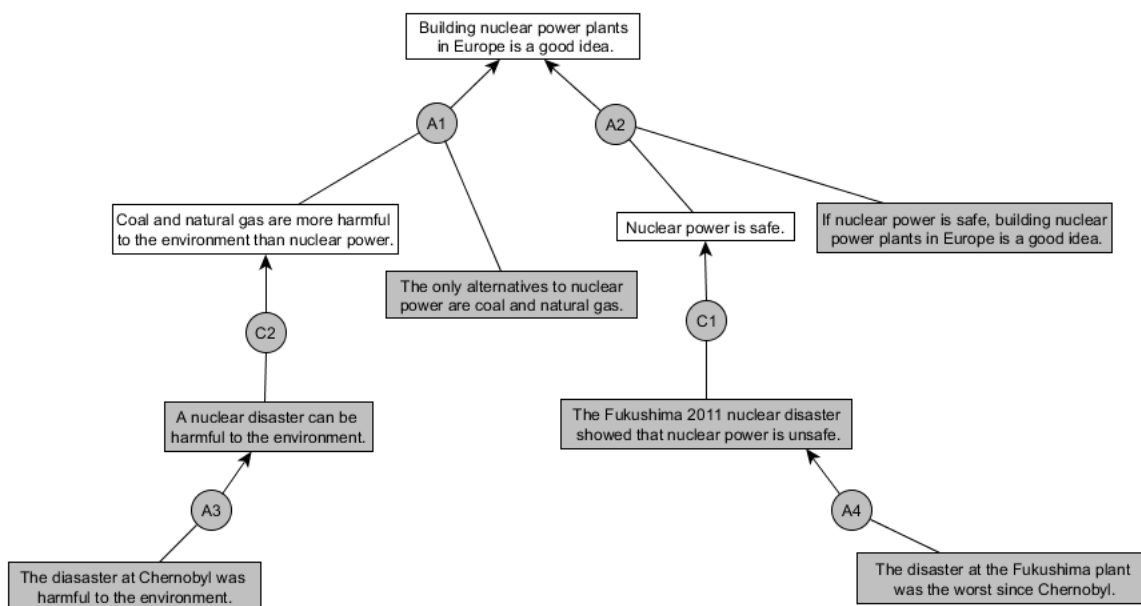 Building nuclear power plants
in Europe is a good idea.
A1
A2
Coal and natural gas are more harmful
to the environment than nuclear power.
Nuclear power is safe.
If nuclear power is safe, building nuclear
power plants in Europe is a good idea.
The only alternatives to nuclear
power are coal and natural gas.
C2
C1
A nuclear disaster can be
harmful to the environment.
The Fukushima 2011 nuclear disaster
showed that nuclear power is unsafe.
A3
A4
The diasaster at Chernobyl was
harmful to the environment.
The disaster at the Fukushima plant
was the worst since Chernobyl.